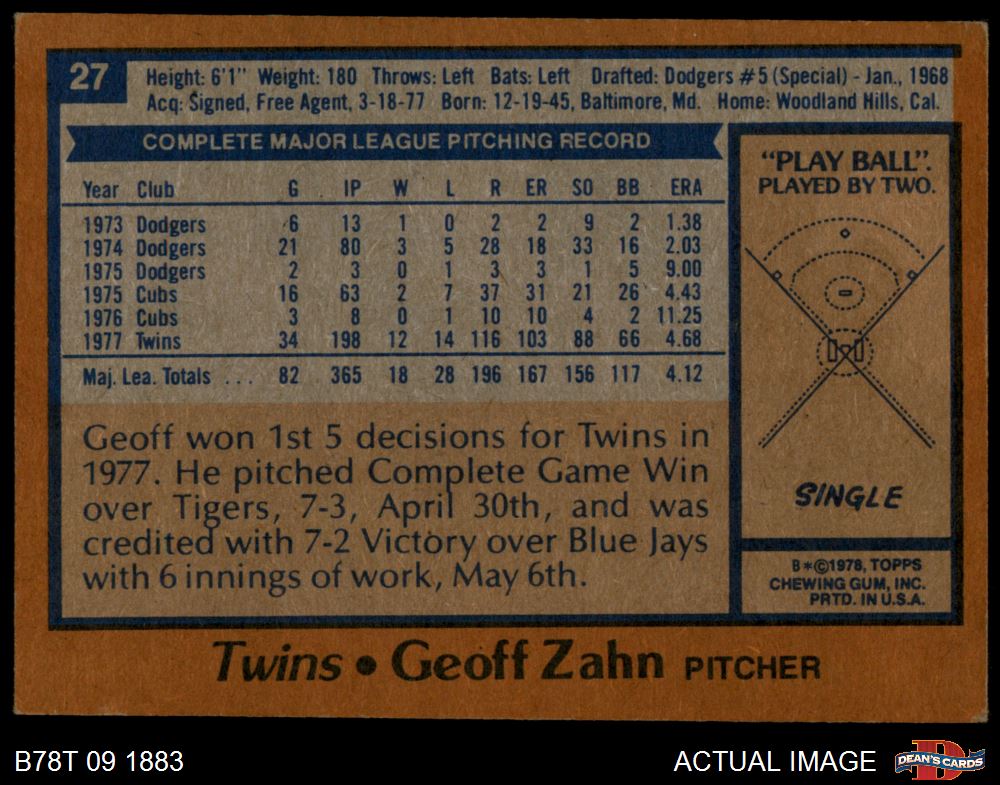 27
Height: 6'1" Weight: 180 Throws: Left Bats: Left Drafted: Dodgers #5 (Special) - Jan., 1968
Acq: Signed, Free Agent, 3-18-77 Born: 12-19-45, Baltimore, Md. Home: Woodland Hills, Cal.
COMPLETE MAJOR LEAGUE PITCHING RECORD
Year Club G IP W L R ER SO BB ERA
1973 Dodgers 6 13 1 0 2 2 9 2 1.38
1974 Dodgers 21 80 3 5 28 18 33 16 2.03
1975 Dodgers 2 3 0 1 3 3 1 5 9.00
1975 Cubs 16 63 2 7 37 31 21 26 4.43
1976 Cubs 3 8 0 1 10 10 4 2 11.25
1977 Twins 34 198 12 14 116 103 88 66 4.68
Maj. Lea. Totals ... 82 365 18 28 196 167 156 117 4.12
Geoff won 1st 5 decisions for Twins in
1977. He pitched Complete Game Win
over Tigers, 7-3, April 30th, and was
credited with 7-2 Victory over Blue Jays
with 6 innings of work, May 6th.
"PLAY BALL".
PLAYED BY TWO.
SINGLE
B*©1978, TOPPS
CHEWING GUM, INC.
PRTD. IN U.S.A.
Twins • Geoff Zahn PITCHER
B78T 09 1883
ACTUAL IMAGE
D
DEAN'S CARDS